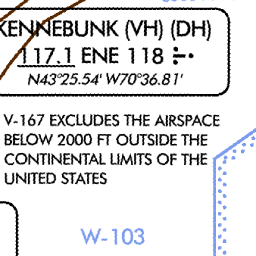 KENNEBUNK (VH) (DH)
117.1 ENE 118
N43°25.54' W70°36.81'
V-167 EXCLUDES THE AIRSPACE
BELOW 2000 FT OUTSIDE THE
CONTINENTAL LIMITS OF THE
UNITED STATES
W-103